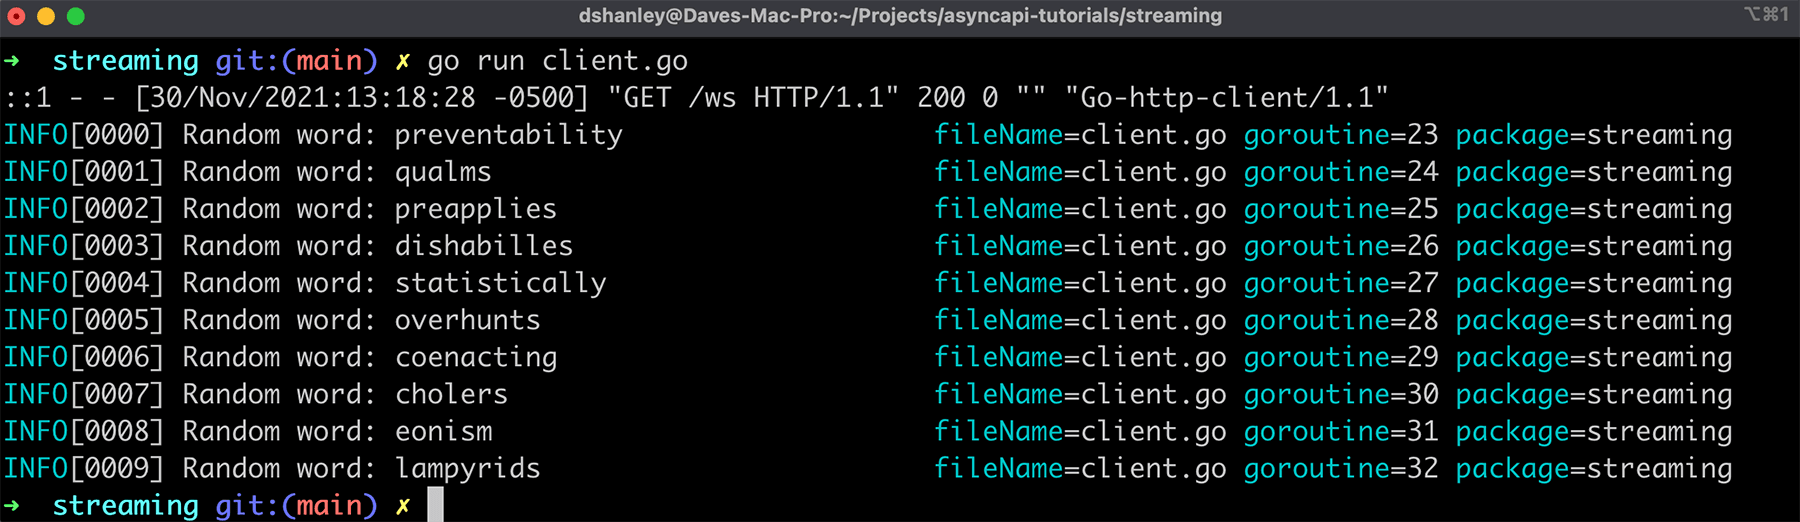 dshanley@Daves-Mac-Pro:~/Projects/asyncapi-tutorials/streaming ⌥⌘1
➜ streaming git:(main) ✗ go run client.go
::1 - - [30/Nov/2021:13:18:28 -0500] "GET /ws HTTP/1.1" 200 0 "" "Go-http-client/1.1"
INFO[0000] Random word: preventability fileName=client.go goroutine=23 package=streaming
INFO[0001] Random word: qualms fileName=client.go goroutine=24 package=streaming
INFO[0002] Random word: preapplies fileName=client.go goroutine=25 package=streaming
INFO[0003] Random word: dishabilles fileName=client.go goroutine=26 package=streaming
INFO[0004] Random word: statistically fileName=client.go goroutine=27 package=streaming
INFO[0005] Random word: overhunts fileName=client.go goroutine=28 package=streaming
INFO[0006] Random word: coenacting fileName=client.go goroutine=29 package=streaming
INFO[0007] Random word: cholers fileName=client.go goroutine=30 package=streaming
INFO[0008] Random word: eonism fileName=client.go goroutine=31 package=streaming
INFO[0009] Random word: lampyrids fileName=client.go goroutine=32 package=streaming
➜ streaming git:(main) ✗